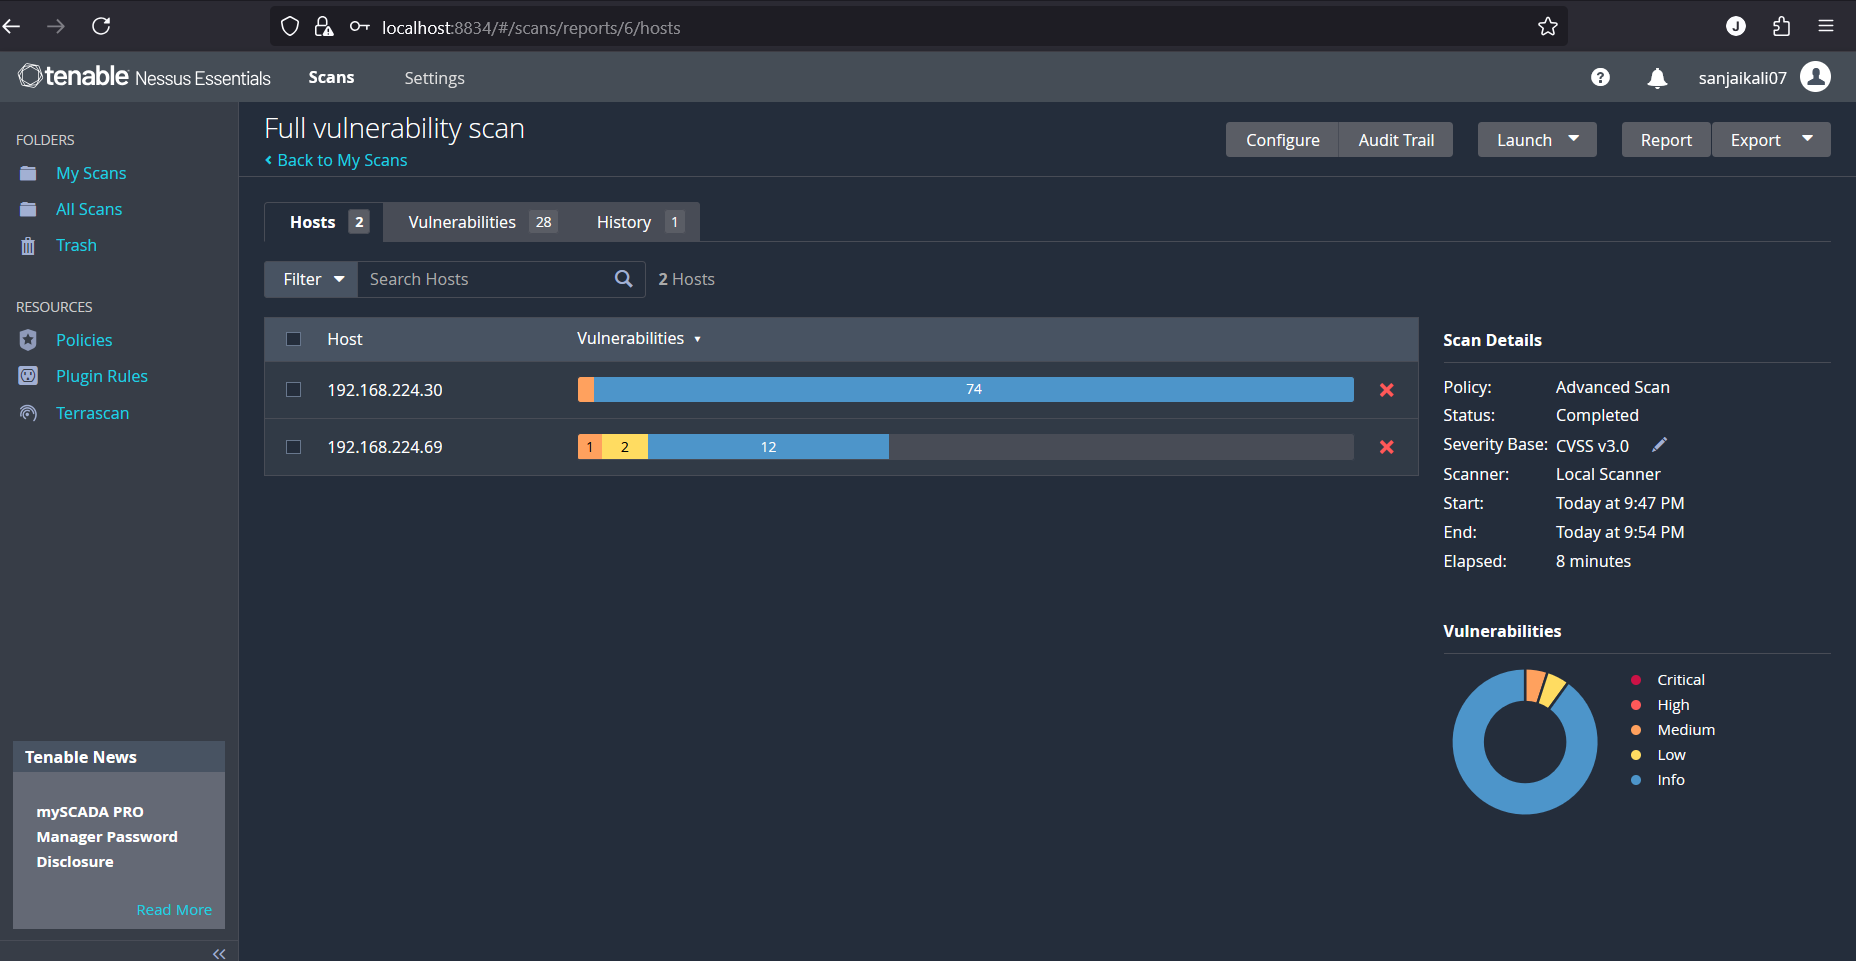 localhost:8834/#/scans/reports/6/hosts
J
tenable Nessus Essentials Scans Settings
? sanjaikali07
FOLDERS
My Scans
All Scans
Trash
RESOURCES
Policies
Plugin Rules
Terrascan
Tenable News
mySCADA PRO
Manager Password
Disclosure
Read More
Full vulnerability scan
Back to My Scans
Configure Audit Trail Launch Report Export
Hosts 2 Vulnerabilities 28 History 1
Filter Search Hosts 2 Hosts
Host Vulnerabilities
192.168.224.30 74
192.168.224.69 1 2 12
Scan Details
Policy: Advanced Scan
Status: Completed
Severity Base: CVSS v3.0
Scanner: Local Scanner
Start: Today at 9:47 PM
End: Today at 9:54 PM
Elapsed: 8 minutes
Vulnerabilities
Critical
High
Medium
Low
Info